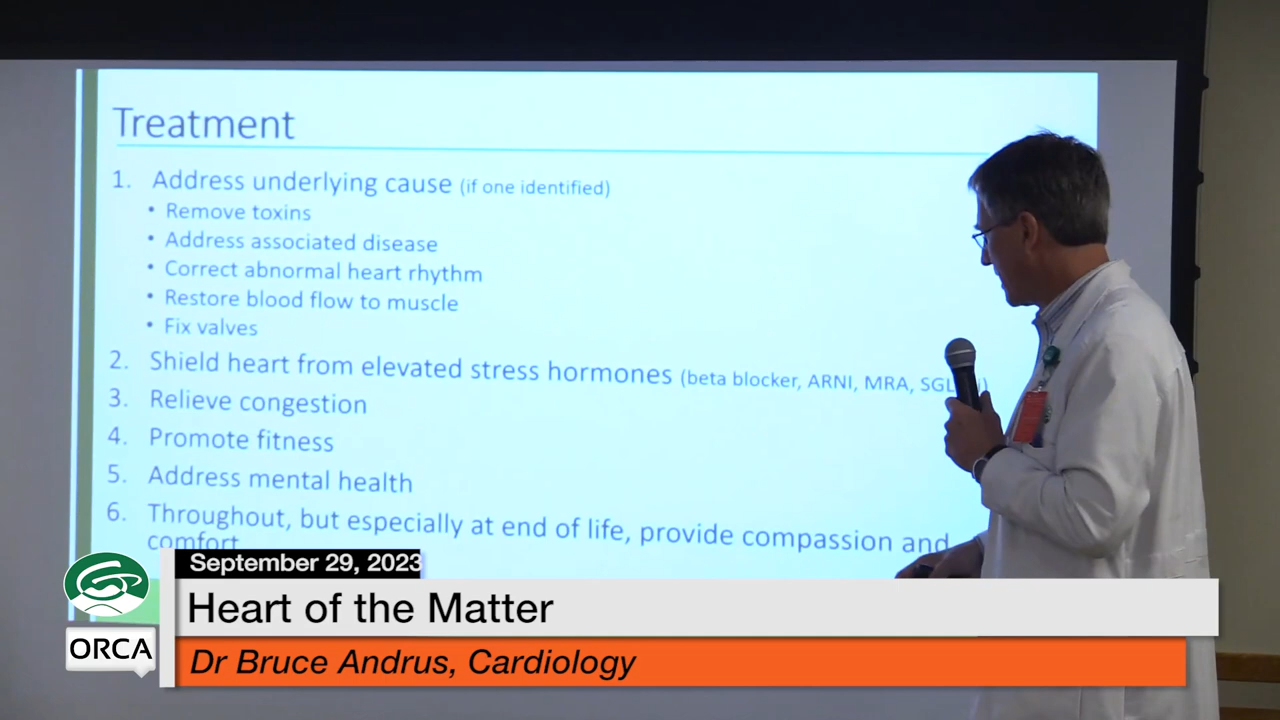 Treatment
1. Address underlying cause (if one identified)
• Remove toxins
• Address associated disease
• Correct abnormal heart rhythm
• Restore blood flow to muscle
• Fix valves
2. Shield heart from elevated stress hormones (beta blocker, ARNI, MRA,
3. Relieve congestion
4. Promote fitness
5. Address mental health
6. Throughout, but especially at end of life, provide compassion and
comfort
September 29, 2023
Heart of the Matter
ORCA
Dr Bruce Andrus, Cardiology